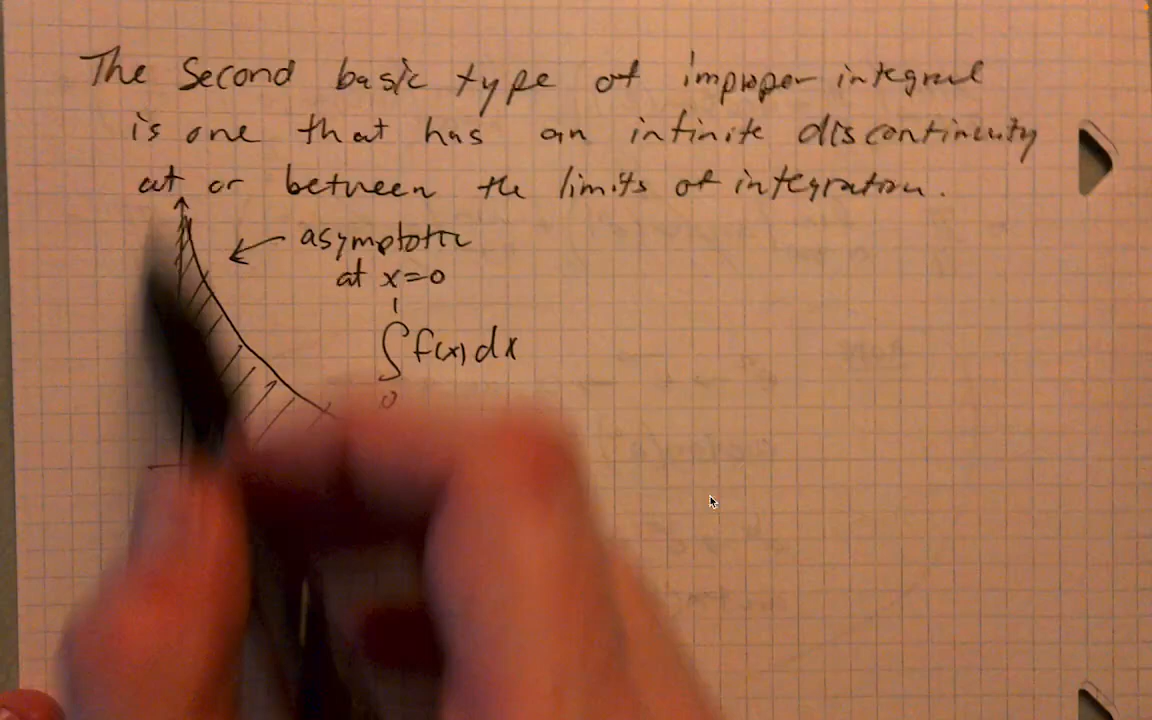 The second basic type of improper integral
is one that has an infinite discontinuity
at or between the limits of integration.
asymptotic
at x=0
1
∫ f(x) dx
0